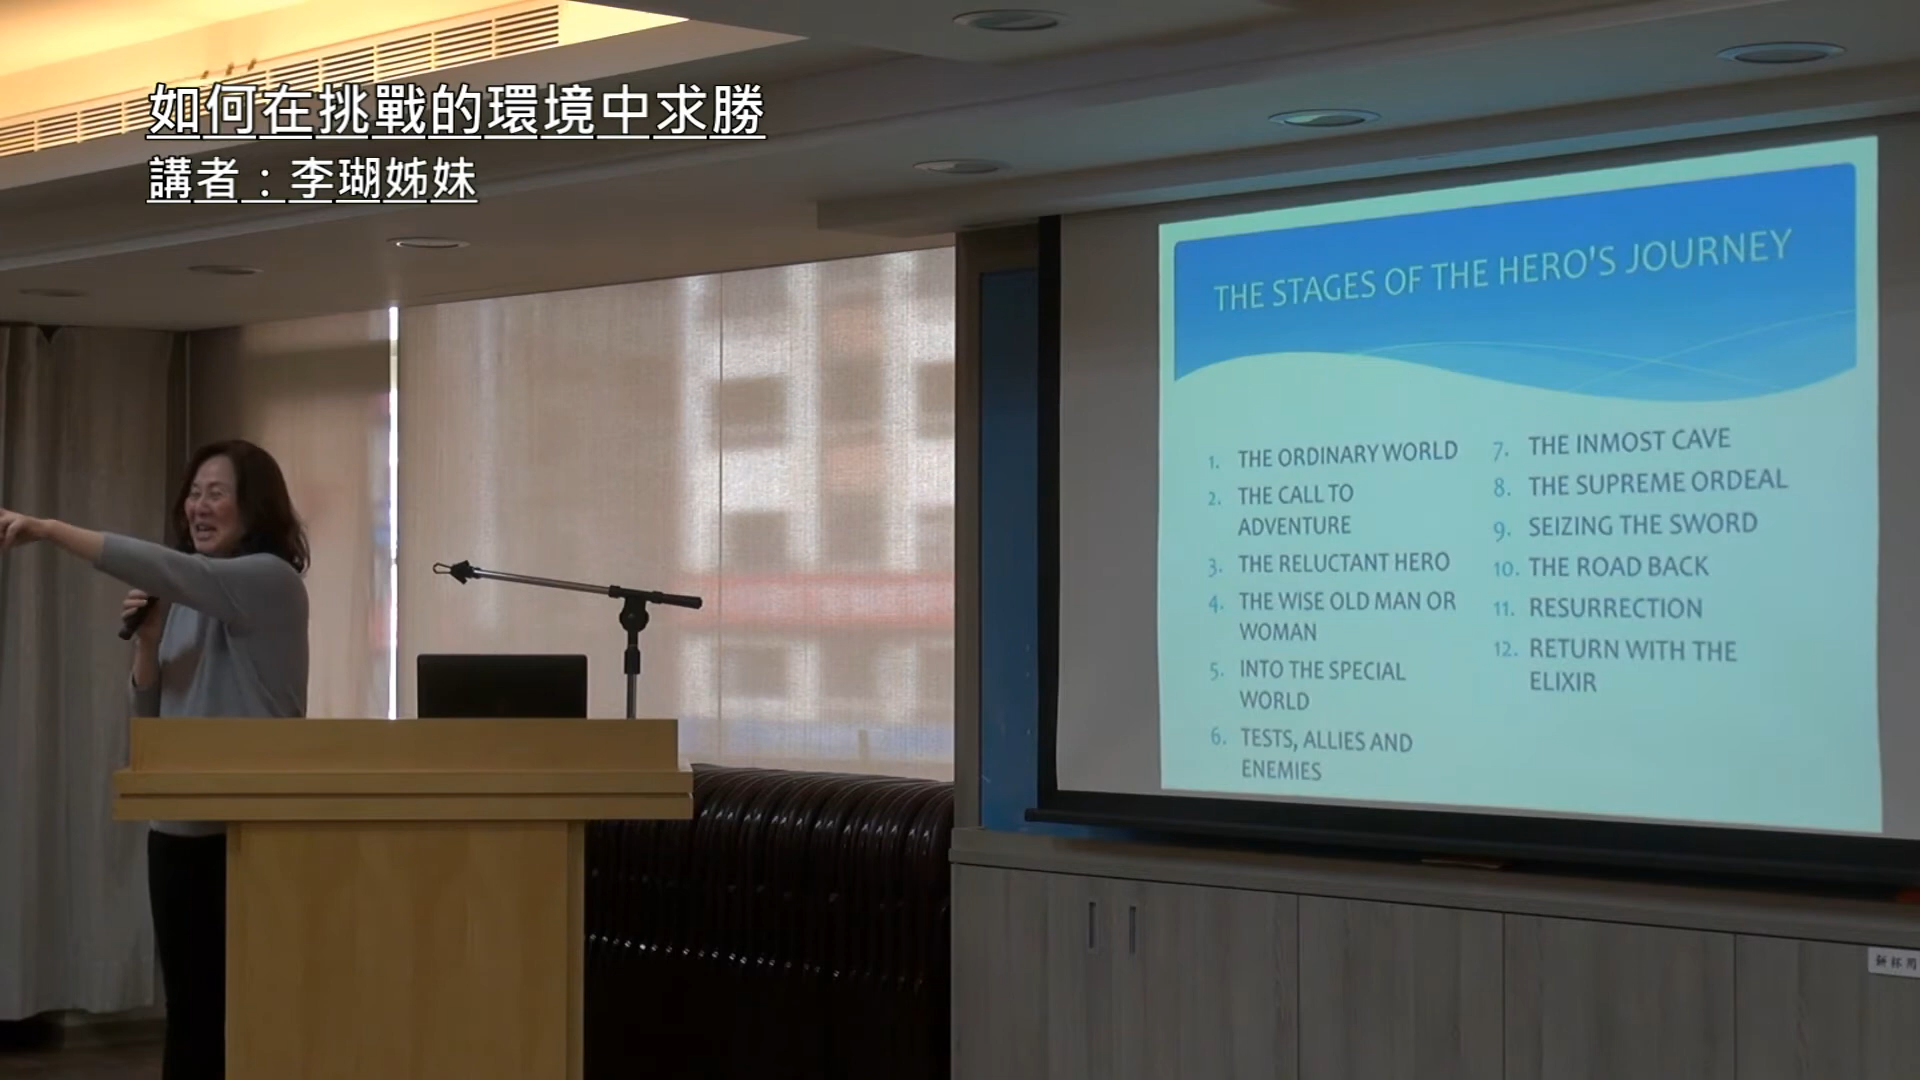 如何在挑戰的環境中求勝
講者：李瑚姊妹
THE STAGES OF THE HERO'S JOURNEY
1. THE ORDINARY WORLD
2. THE CALL TO
ADVENTURE
3. THE RELUCTANT HERO
4. THE WISE OLD MAN OR
WOMAN
5. INTO THE SPECIAL
WORLD
6. TESTS, ALLIES AND
ENEMIES
7. THE INMOST CAVE
8. THE SUPREME ORDEAL
9. SEIZING THE SWORD
10. THE ROAD BACK
11. RESURRECTION
12. RETURN WITH THE
ELIXIR